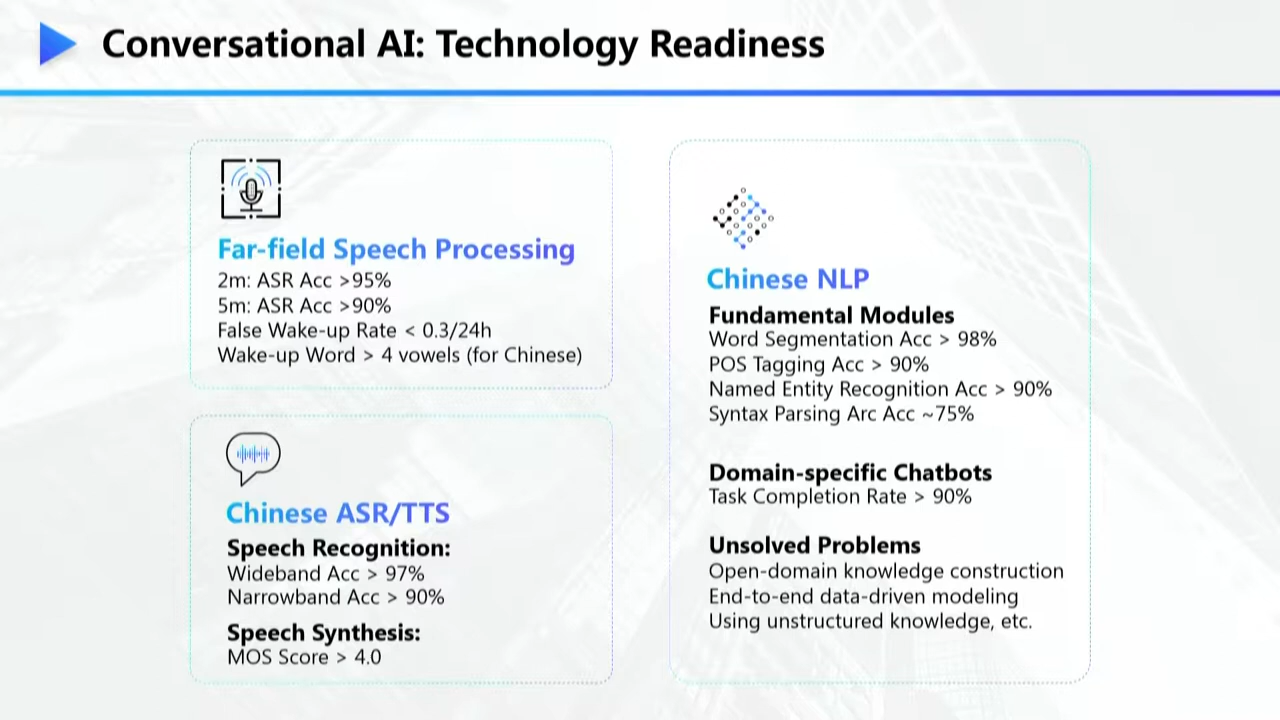 Conversational AI: Technology Readiness
Far-field Speech Processing
2m: ASR Acc >95%
5m: ASR Acc >90%
False Wake-up Rate < 0.3/24h
Wake-up Word > 4 vowels (for Chinese)
Chinese ASR/TTS
Speech Recognition:
Wideband Acc > 97%
Narrowband Acc > 90%
Speech Synthesis:
MOS Score > 4.0
Chinese NLP
Fundamental Modules
Word Segmentation Acc > 98%
POS Tagging Acc > 90%
Named Entity Recognition Acc > 90%
Syntax Parsing Arc Acc ~75%
Domain-specific Chatbots
Task Completion Rate > 90%
Unsolved Problems
Open-domain knowledge construction
End-to-end data-driven modeling
Using unstructured knowledge, etc.